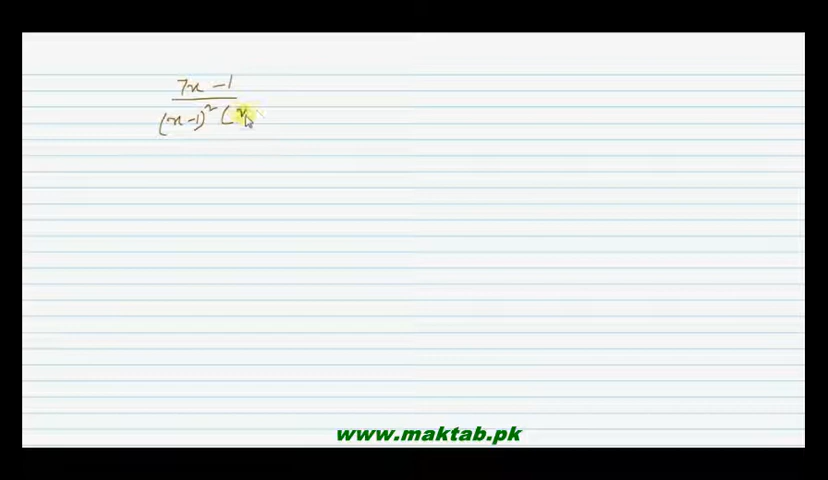 7x - 1
(x-1)² (x
www.maktab.pk